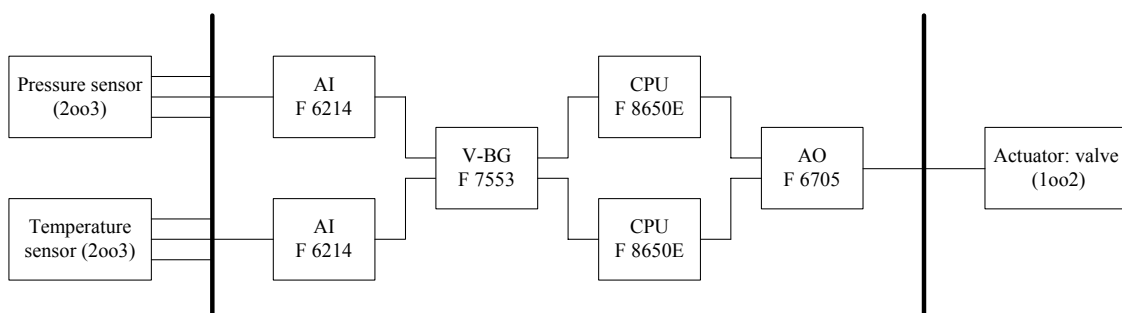 Pressure sensor
(2oo3)
AI
F 6214
CPU
F 8650E
V-BG
F 7553
AO
F 6705
Actuator: valve
(1oo2)
Temperature
sensor (2oo3)
AI
F 6214
CPU
F 8650E